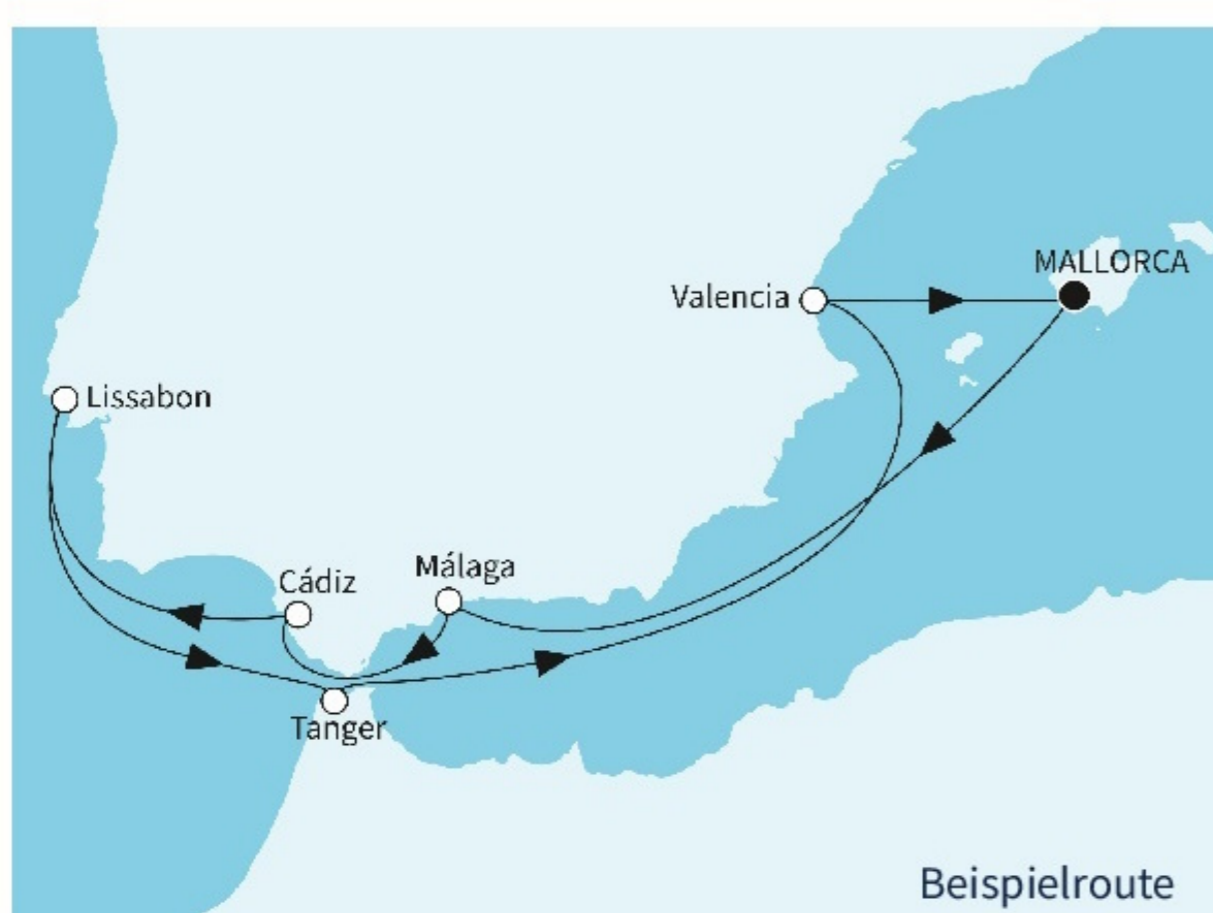 MALLORCA
Valencia
Lissabon
Málaga
Cádiz
Tanger
Beispielroute